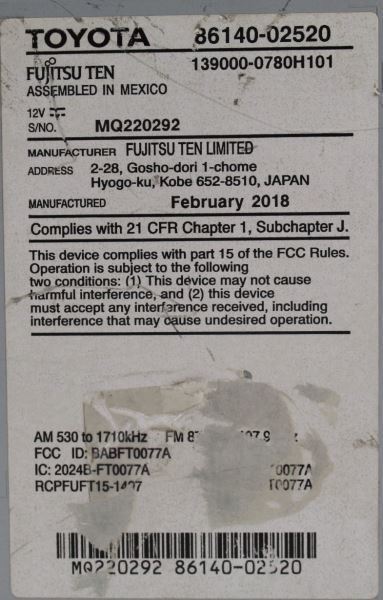 TOYOTA 86140-02520
FUJITSU TEN 139000-0780H101
ASSEMBLED IN MEXICO
12V
S/NO. MQ220292
MANUFACTURER FUJITSU TEN LIMITED
ADDRESS 2-28, Gosho-dori 1-chome
Hyogo-ku, Kobe 652-8510, JAPAN
MANUFACTURED February 2018
Complies with 21 CFR Chapter 1, Subchapter J.
This device complies with part 15 of the FCC Rules.
Operation is subject to the following
two conditions: (1) This device may not cause
harmful interference, and (2) this device
must accept any interference received, including
interference that may cause undesired operation.
AM 530 to 1710kHz FM
FCC ID: BABFT0077A
IC: 2024B-FT0077A T0077A
T0077A
MQ220292 86140-02520